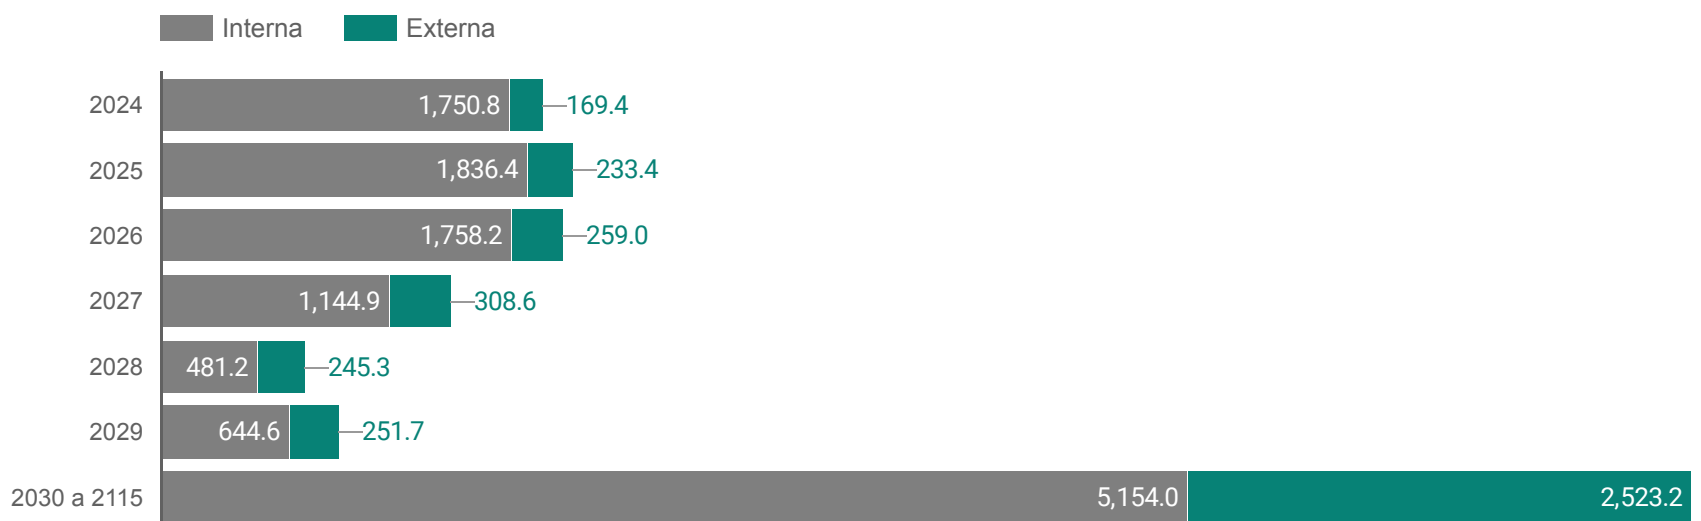 Interna Externa
2024 1,750.8 169.4
2025 1,836.4 233.4
2026 1,758.2 259.0
2027 1,144.9 308.6
2028 481.2 245.3
2029 644.6 251.7
2030 a 2115 5,154.0 2,523.2